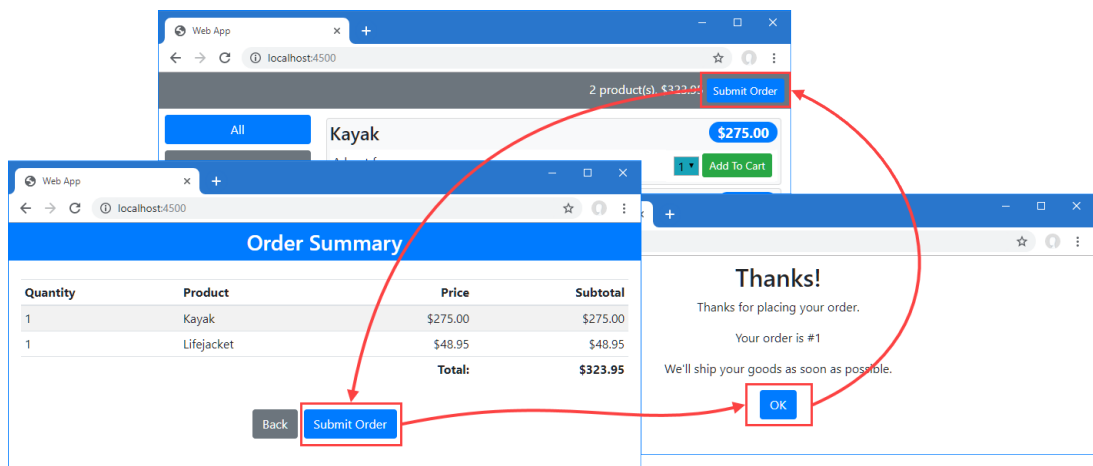 Web App
localhost:4500
2 product(s), $323.95 Submit Order
All
Kayak
$275.00
1 Add To Cart
Web App
localhost:4500
Order Summary
Quantity Product Price Subtotal
1 Kayak $275.00 $275.00
1 Lifejacket $48.95 $48.95
Total: $323.95
Back Submit Order
Thanks!
Thanks for placing your order.
Your order is #1
We'll ship your goods as soon as possible.
OK